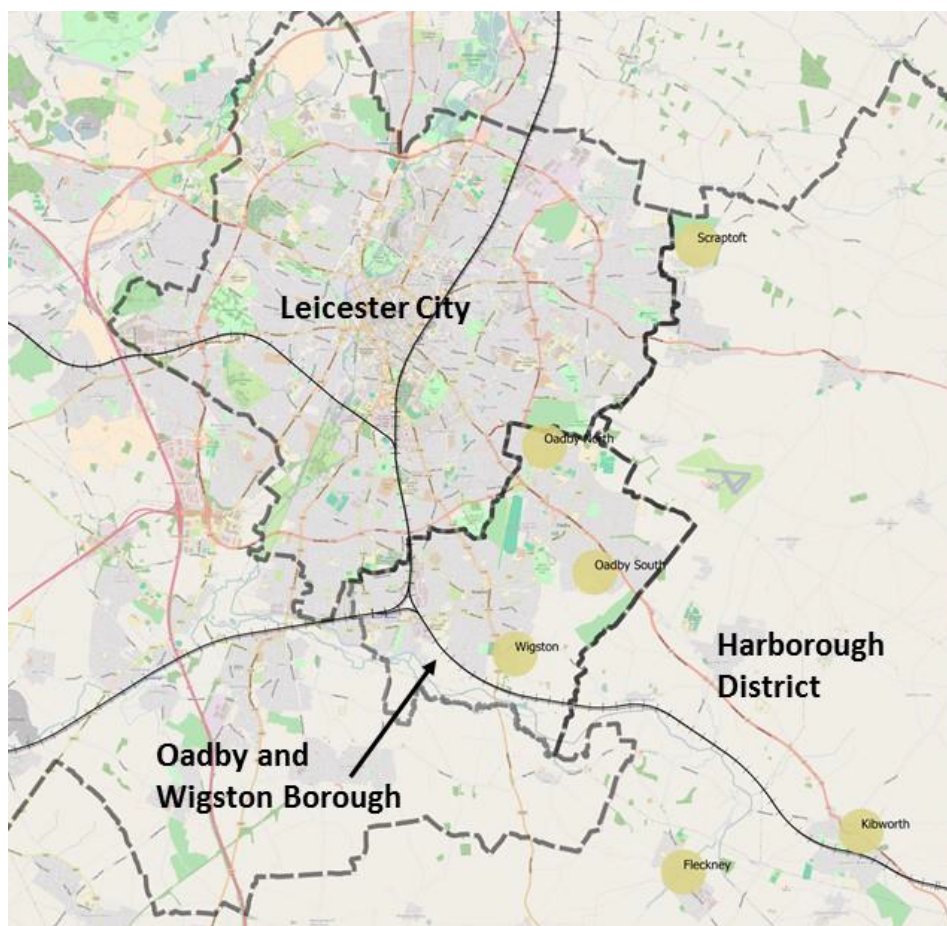 Scraptoft
Leicester City
Oadby North
Oadby South
Wigston
Harborough
District
Oadby and
Wigston Borough
Kibworth
Fleckney